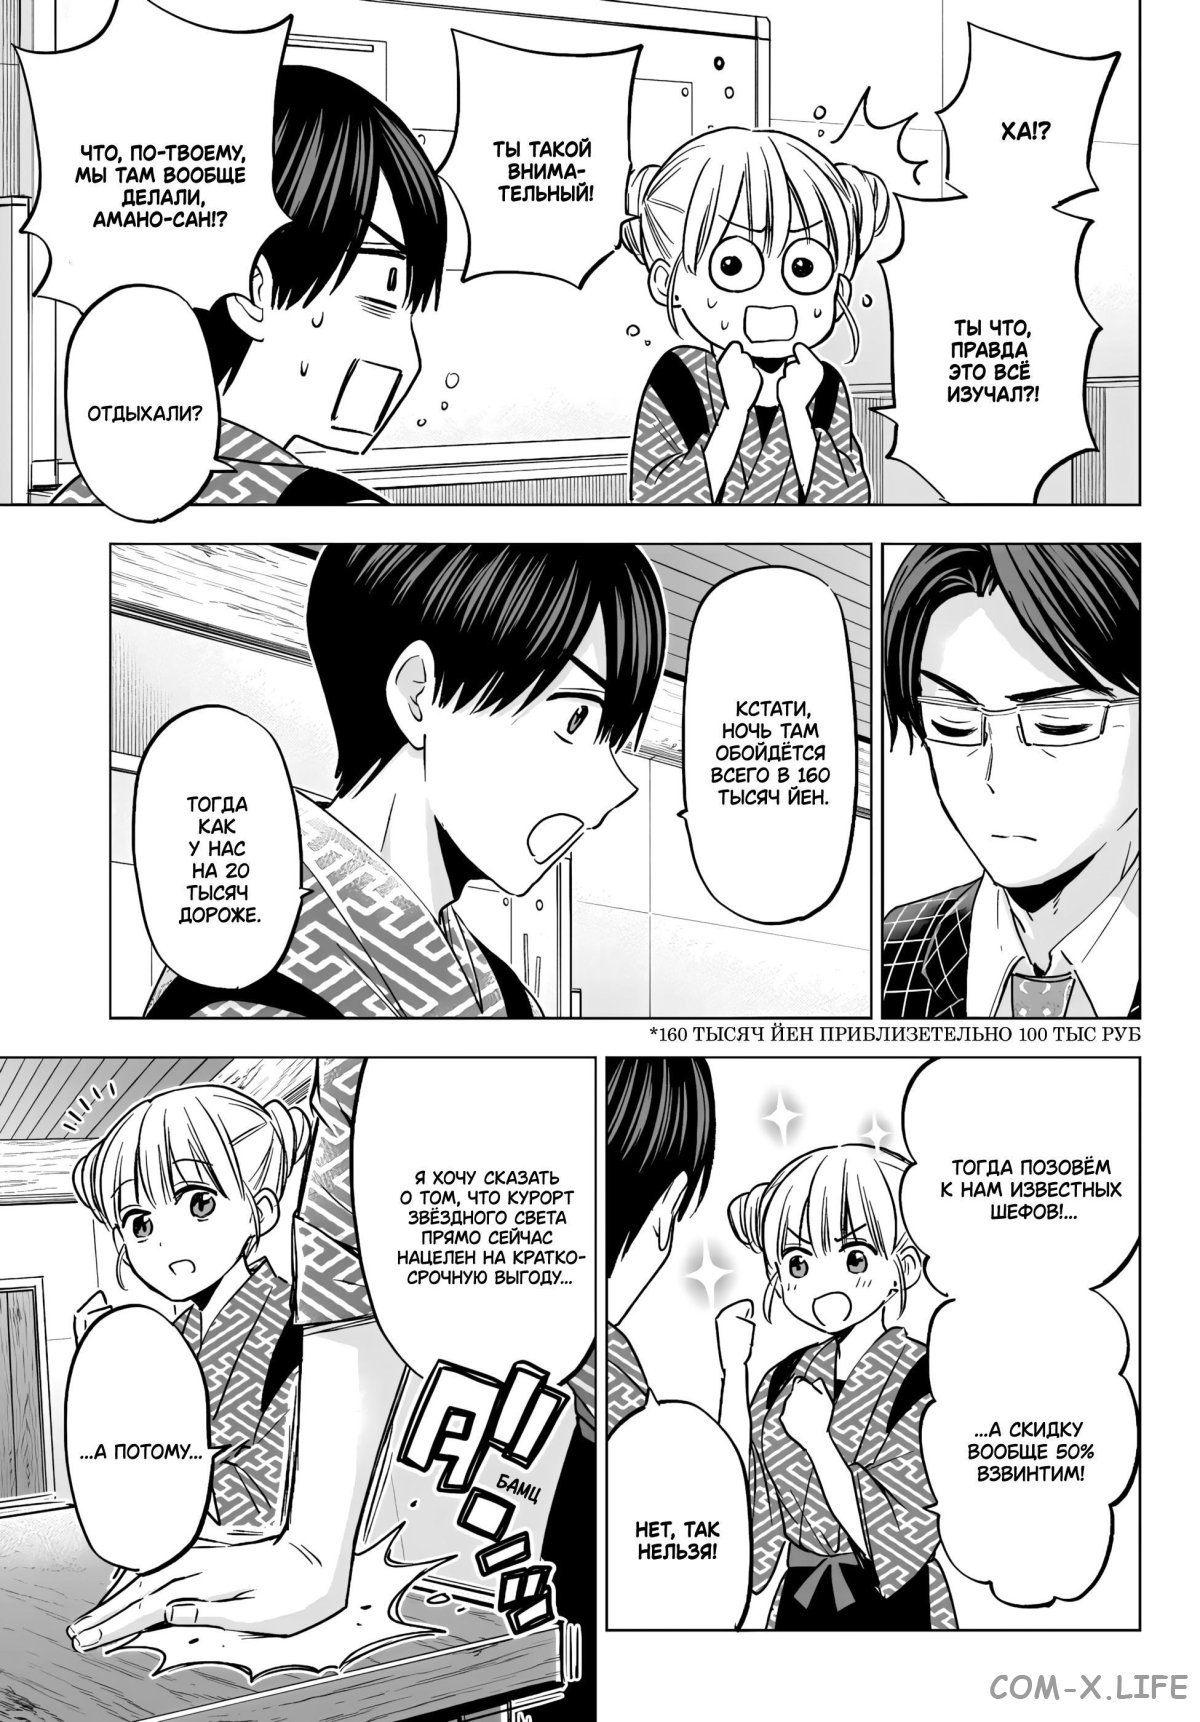 ХА!?
ТЫ ЧТО,
ПРАВДА
ЭТО ВСЁ
ИЗУЧАЛ?!
ТЫ ТАКОЙ
ВНИМА-
ТЕЛЬНЫЙ!
ЧТО, ПО-ТВОЕМУ,
МЫ ТАМ ВООБЩЕ
ДЕЛАЛИ,
АМАНО-САН!?
ОТДЫХАЛИ?
КСТАТИ,
НОЧЬ ТАМ
ОБОЙДЁТСЯ
ВСЕГО В 160
ТЫСЯЧ ЙЕН.
ТОГДА
КАК
У НАС
НА 20
ТЫСЯЧ
ДОРОЖЕ.
*160 ТЫСЯЧ ЙЕН ПРИБЛИЗЕТЕЛЬНО 100 ТЫС РУБ
ТОГДА ПОЗОВЁМ
К НАМ ИЗВЕСТНЫХ
ШЕФОВ!...
...А СКИДКУ
ВООБЩЕ 50%
ВЗВИНТИМ!
НЕТ, ТАК
НЕЛЬЗЯ!
Я ХОЧУ СКАЗАТЬ
О ТОМ, ЧТО КУРОРТ
ЗВЁЗДНОГО СВЕТА
ПРЯМО СЕЙЧАС
НАЦЕЛЕН НА КРАТКО-
СРОЧНУЮ ВЫГОДУ...
БАМЦ
...А ПОТОМУ...
COM-X.LIFE